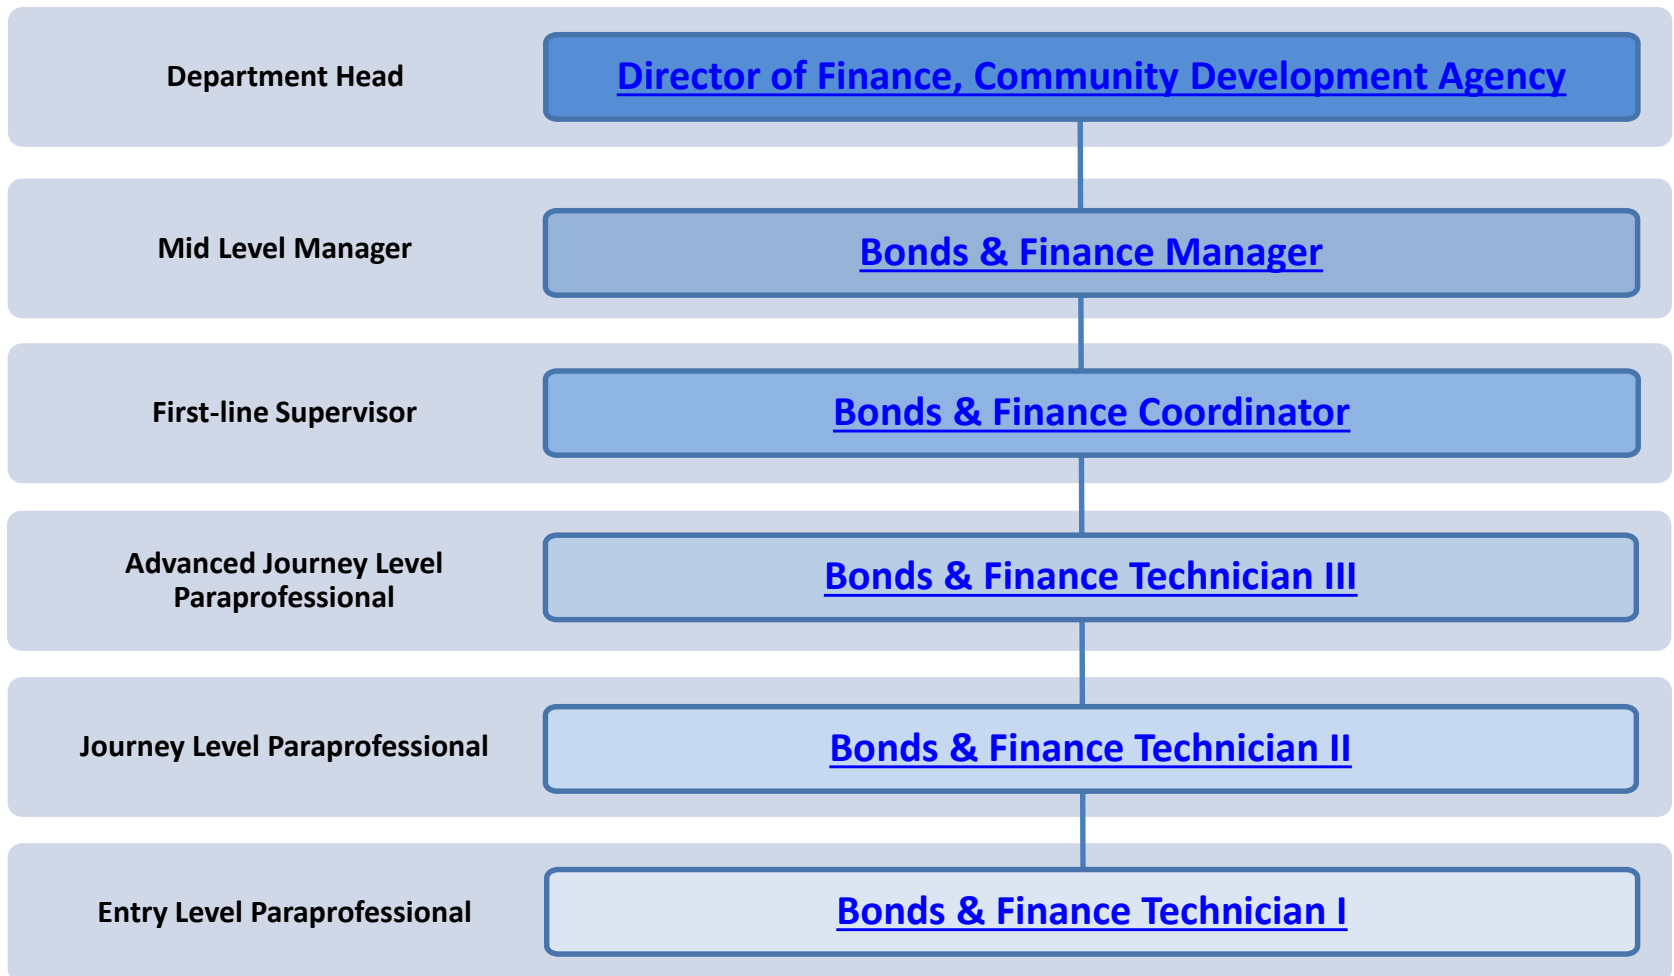 Department Head
Director of Finance, Community Development Agency
Mid Level Manager
Bonds & Finance Manager
First-line Supervisor
Bonds & Finance Coordinator
Advanced Journey Level
Paraprofessional
Bonds & Finance Technician III
Journey Level Paraprofessional
Bonds & Finance Technician II
Entry Level Paraprofessional
Bonds & Finance Technician I